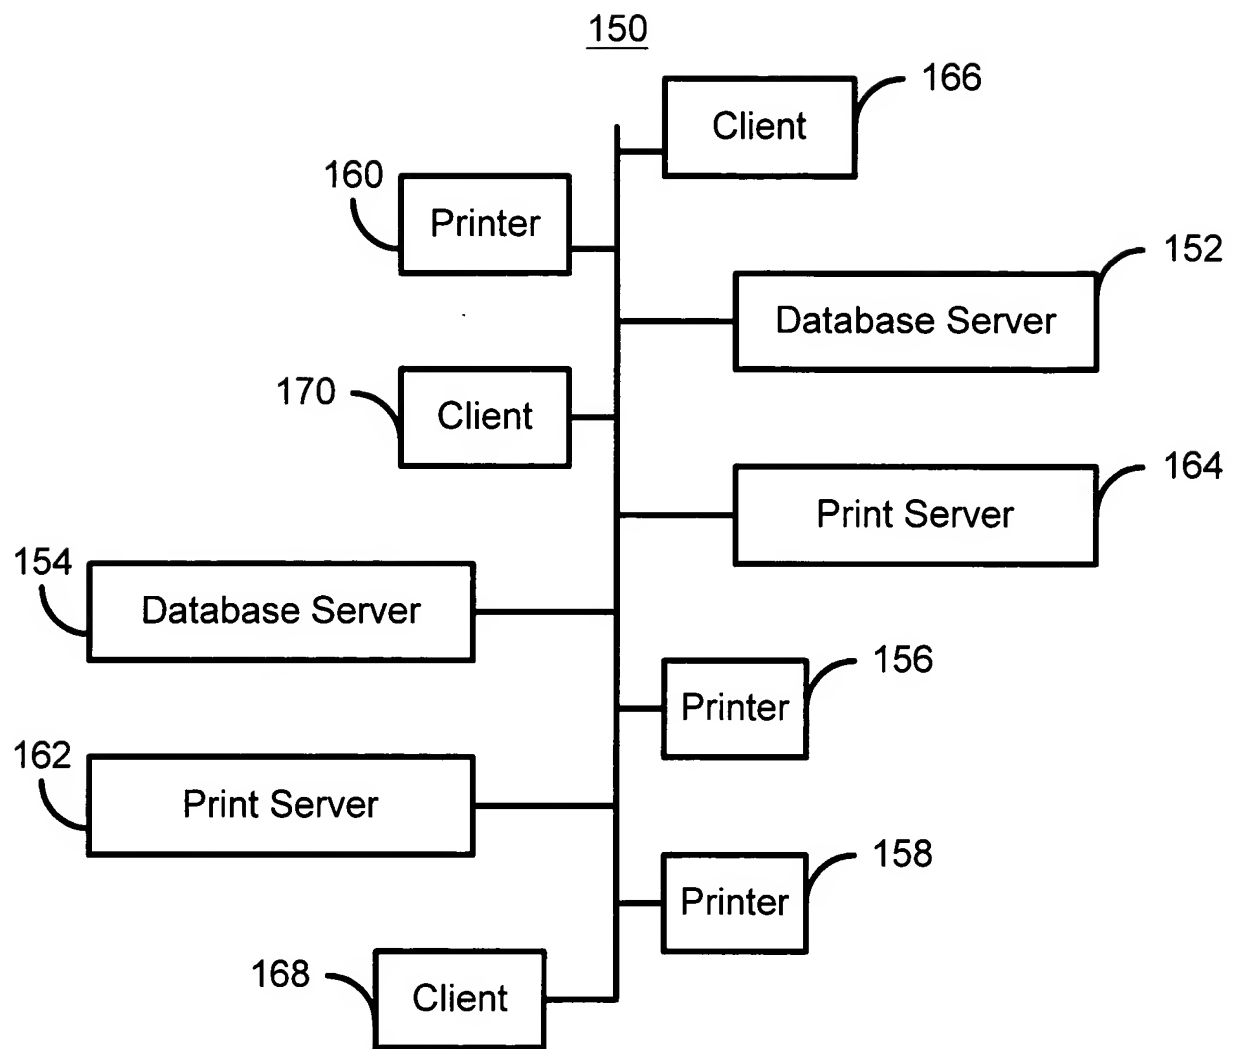 150
166
Client
160
Printer
152
Database Server
170
Client
164
Print Server
154
Database Server
156
Printer
162
Print Server
158
Printer
168
Client